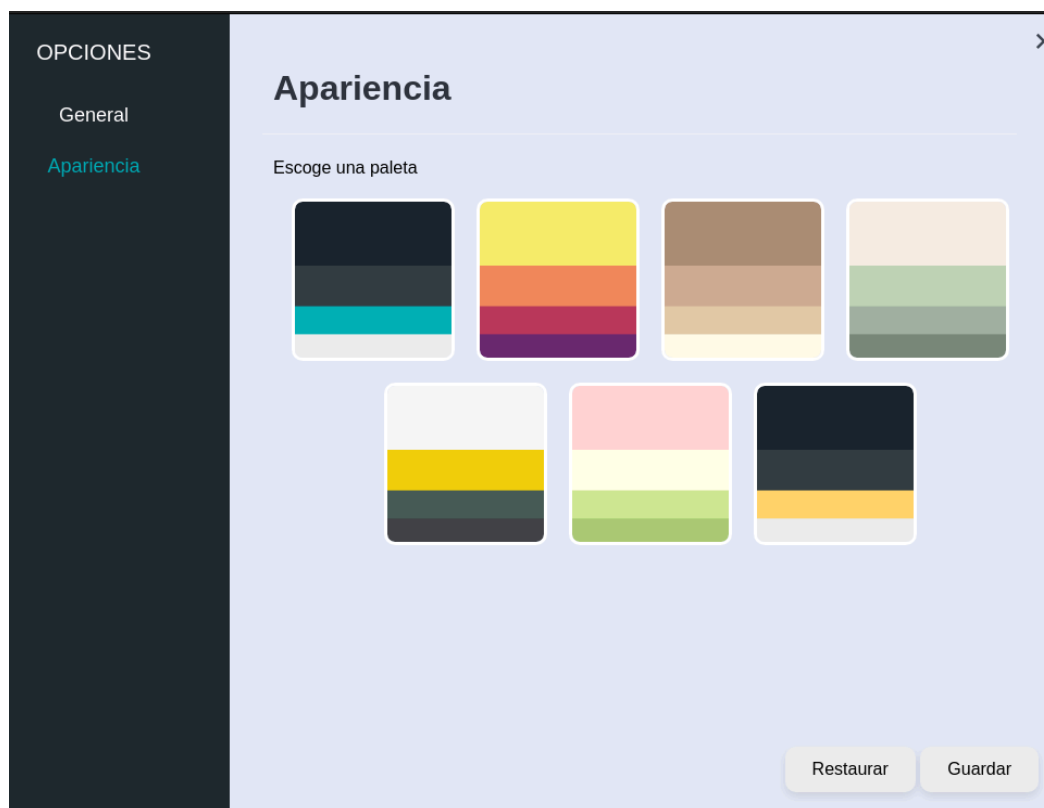 OPCIONES
General
Apariencia
Apariencia
Escoge una paleta
Restaurar
Guardar